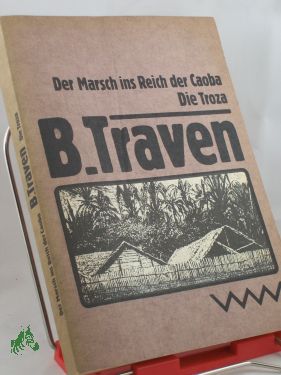 Der Marsch ins Reich der Caoba
Die Troza
B.Traven
Der Marsch ins Reich der Caoba B.Traven Die Troza